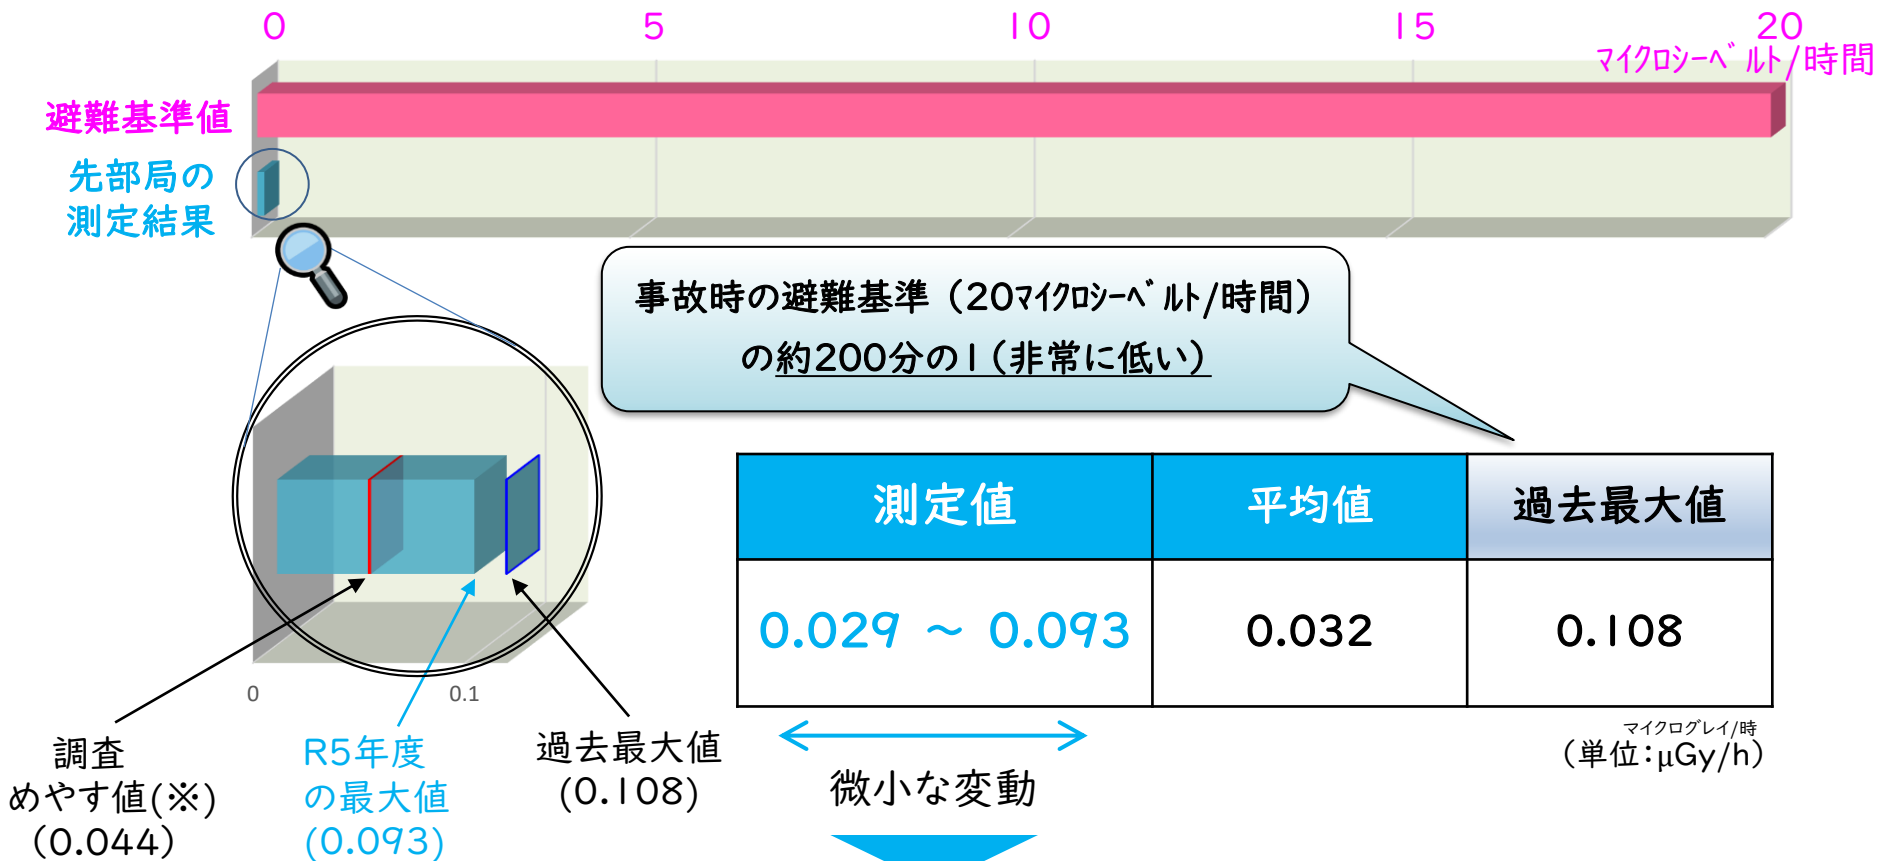 0 5 10 15 20
マイクロシーベルト/時間
避難基準値
先部局の
測定結果
事故時の避難基準（20マイクロシーベルト/時間）
の約200分の1（非常に低い）
測定値 平均値 過去最大値
0.029 ～ 0.093 0.032 0.108
マイクログレイ/時
（単位：μGy/h）
微小な変動
0 0.1
調査
めやす値(※)
(0.044)
R5年度
の最大値
(0.093)
過去最大値
(0.108)